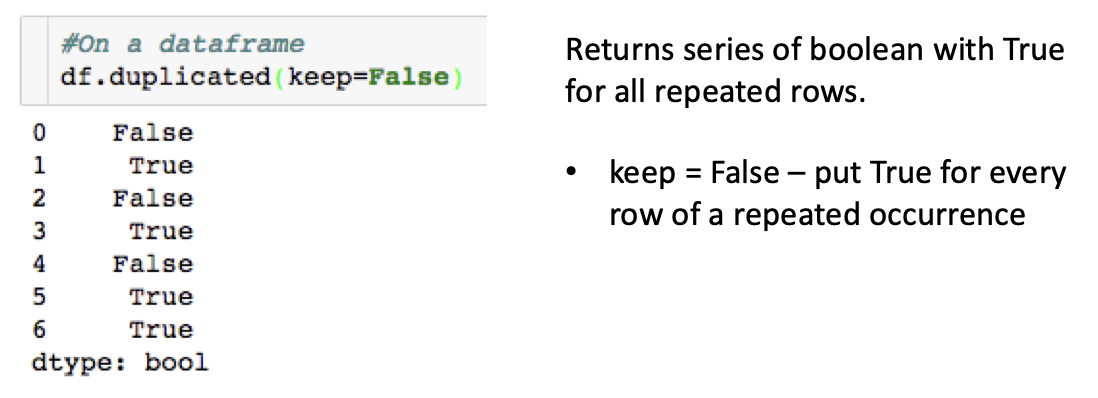 #On a dataframe
df.duplicated(keep=False)
0 False
1 True
2 False
3 True
4 False
5 True
6 True
dtype: bool
Returns series of boolean with True
for all repeated rows.
• keep = False – put True for every
row of a repeated occurrence